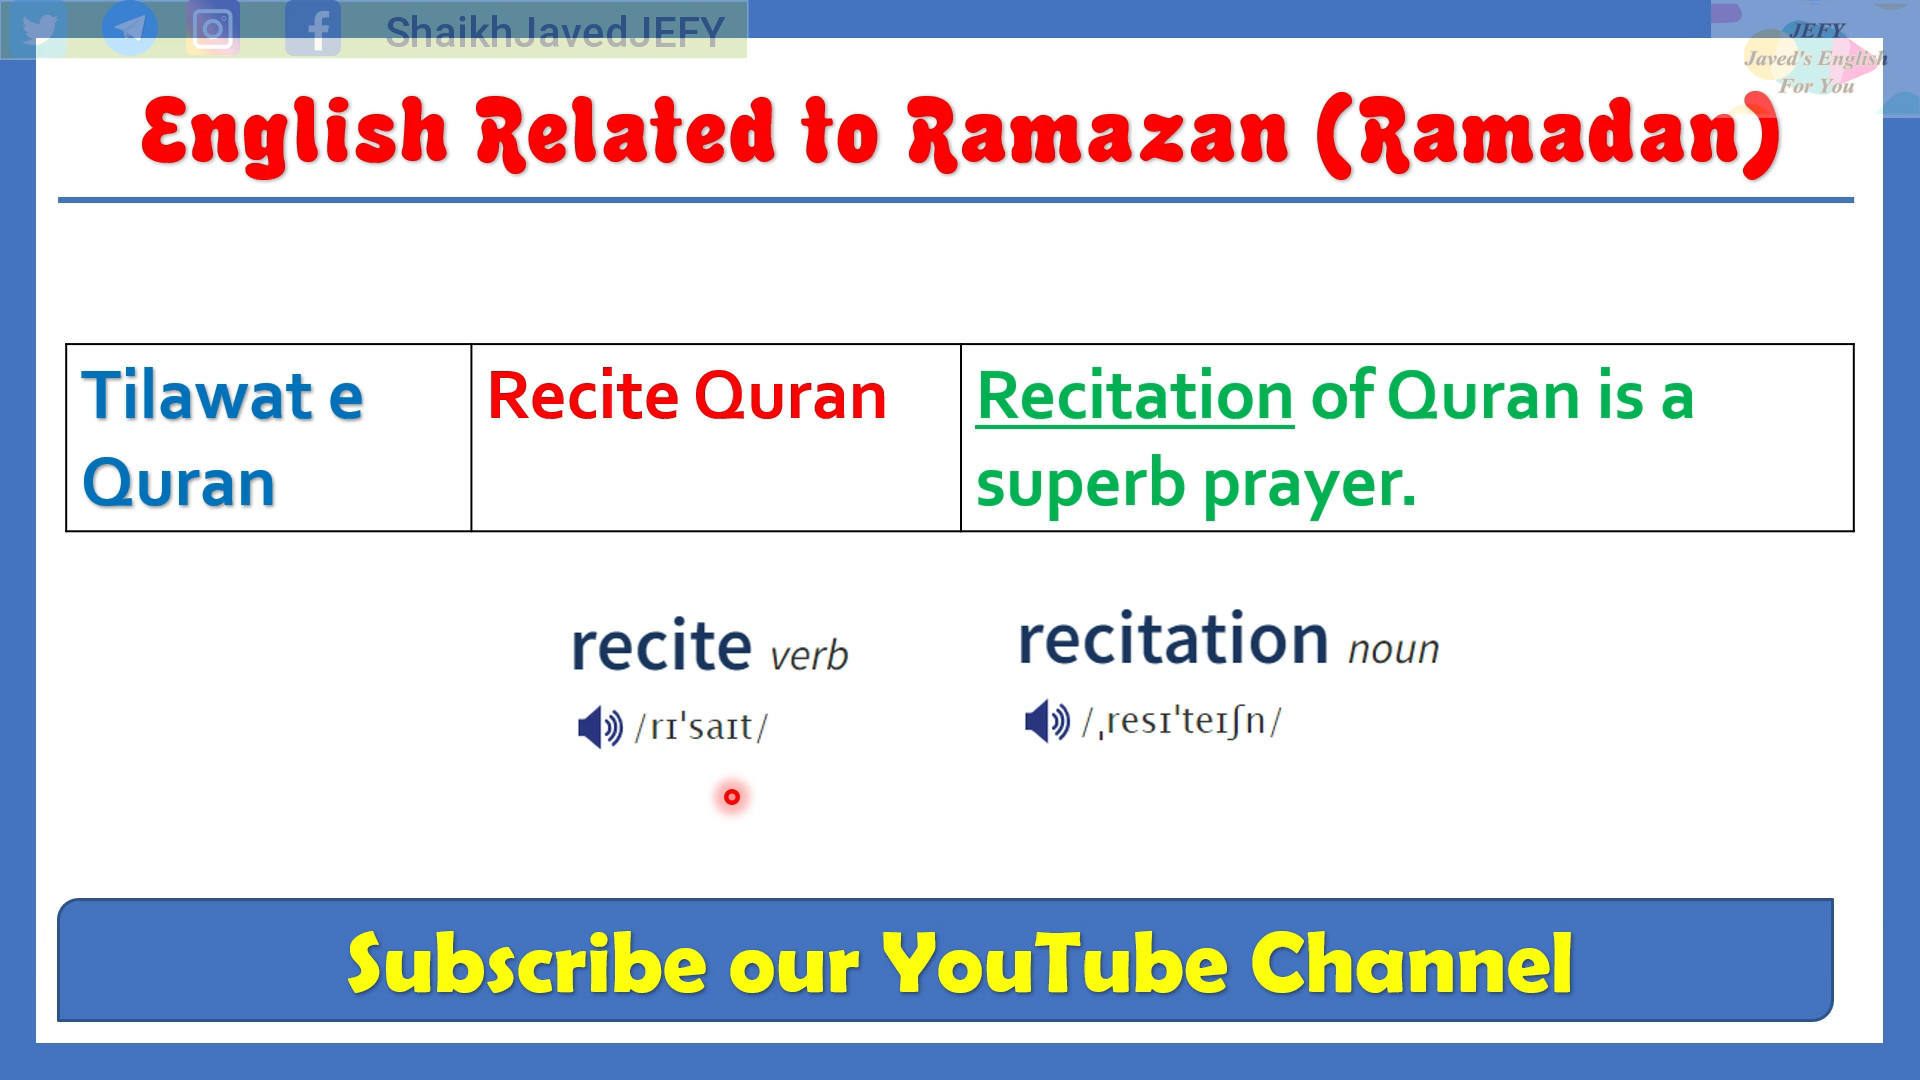 ShaikhJavedJEFY
JEFY
Javed's English
For You
English Related to Ramazan (Ramadan)
Tilawat e
Quran
Recite Quran
Recitation of Quran is a
superb prayer.
recite verb
/rɪˈsaɪt/
recitation noun
/ˌresɪˈteɪʃn/
Subscribe our YouTube Channel